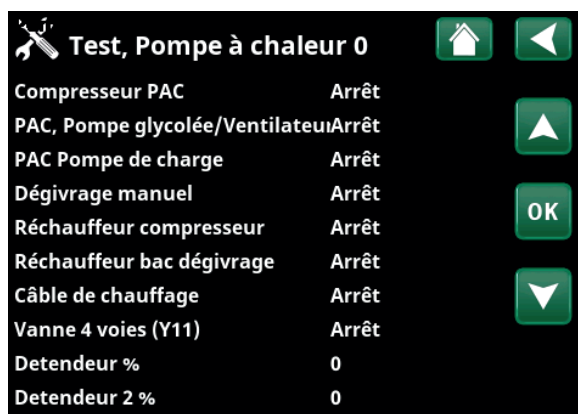 Test, Pompe à chaleur 0
Compresseur PAC Arrêt
PAC, Pompe glycolée/Ventilateur Arrêt
PAC Pompe de charge Arrêt
Dégivrage manuel Arrêt
OK
Réchauffeur compresseur Arrêt
Réchauffeur bac dégivrage Arrêt
Câble de chauffage Arrêt
Vanne 4 voies (Y11) Arrêt
Detendeur % 0
Detendeur 2 % 0